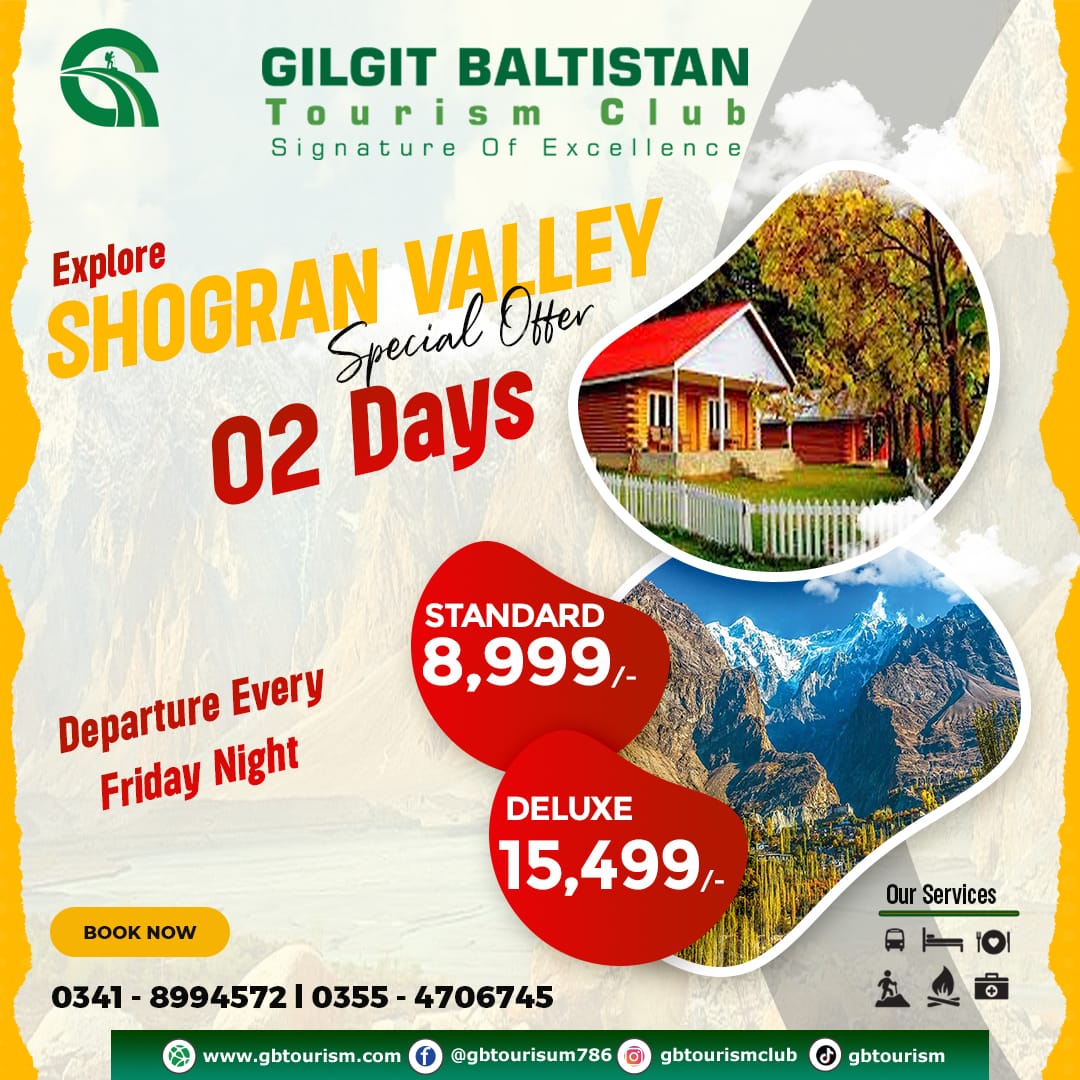 GILGIT BALTISTAN
Tourism Club
Signature Of Excellence
Explore
SHOGRAN VALLEY
Special Offer
02 Days
STANDARD
8,999/-
Departure Every
Friday Night
DELUXE
15,499/-
Our Services
BOOK NOW
0341 - 8994572 | 0355 - 4706745
www.gbtourism.com @gbtourisum786 gbtourismclub gbtourism